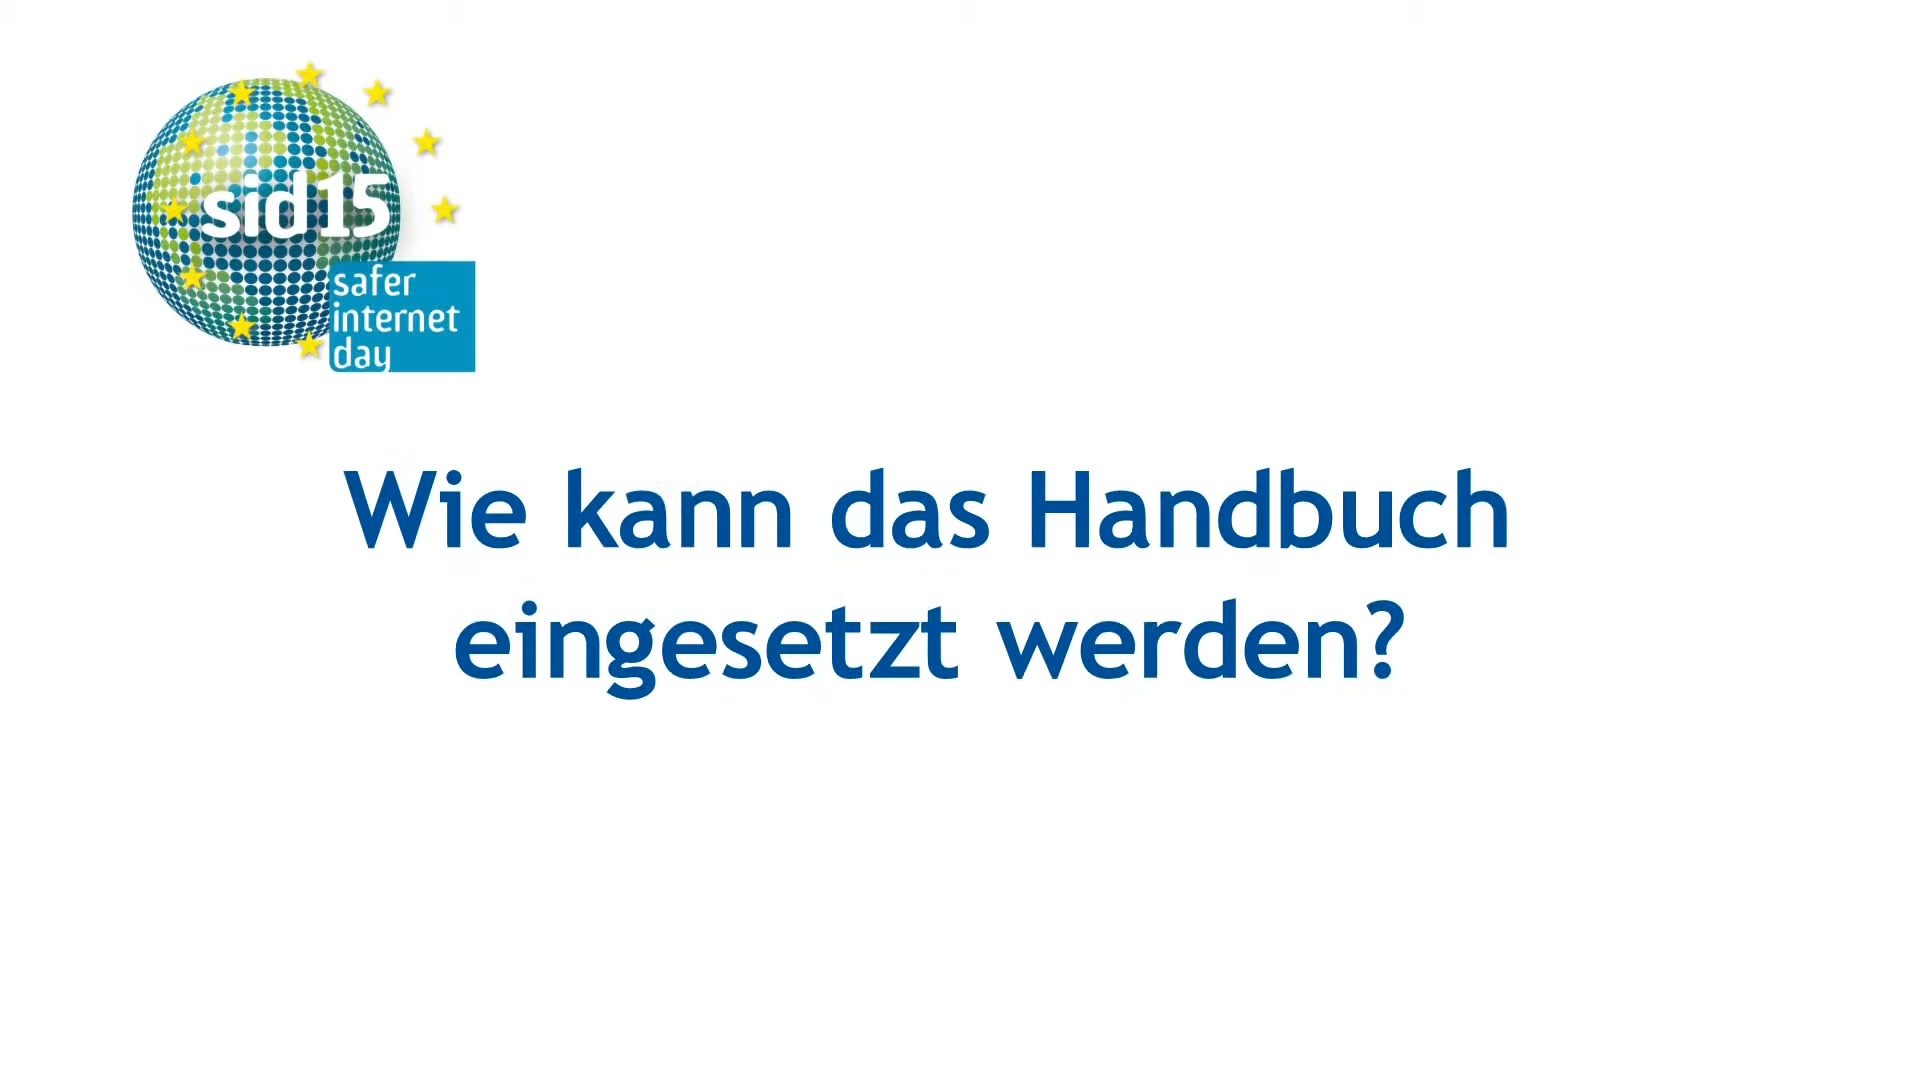 sid15
safer
internet
day
Wie kann das Handbuch
eingesetzt werden?